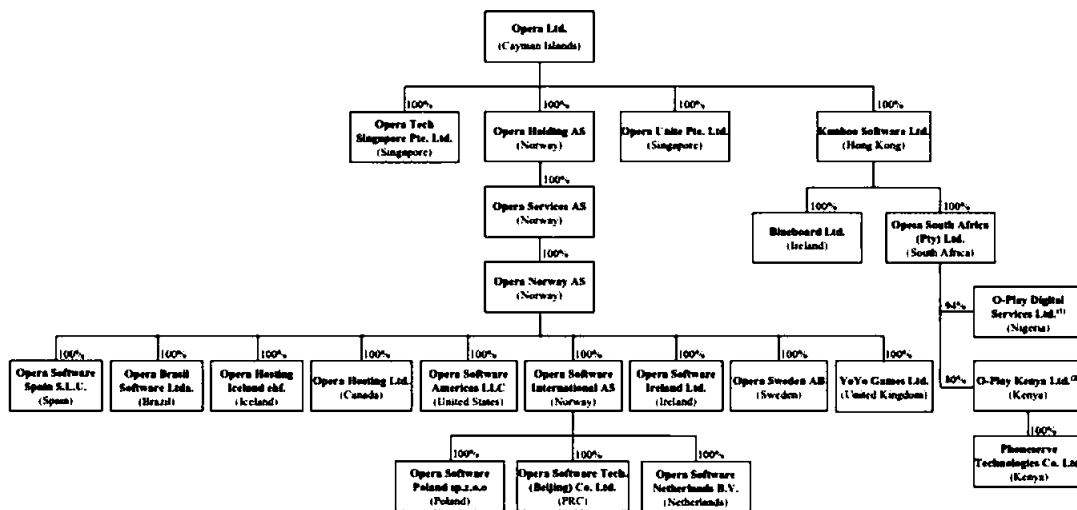 Opera Ltd.
(Cayman Islands)
100%
100%
100%
100%
Opera Tech
Singapore Pte. Ltd.
(Singapore)
Opera Holding AS
(Norway)
Opera Unite Pte. Ltd.
(Singapore)
Kunhoo Software Ltd.
(Hong Kong)
100%
100%
100%
Opera Services AS
(Norway)
Blueboard Ltd.
(Ireland)
Opera South Africa
(Pty) Ltd.
(South Africa)
100%
Opera Norway AS
(Norway)
94%
O-Play Digital
Services Ltd.⁽¹⁾
(Nigeria)
100%
100%
100%
100%
100%
100%
100%
100%
100%
80%
Opera Software
Spain S.L.U.
(Spain)
Opera Brasil
Software Ltda.
(Brazil)
Opera Hosting
Iceland ehf.
(Iceland)
Opera Hosting Ltd.
(Canada)
Opera Software
Americas LLC
(United States)
Opera Software
International AS
(Norway)
Opera Software
Ireland Ltd.
(Ireland)
Opera Sweden AB
(Sweden)
YoYo Games Ltd.
(United Kingdom)
O-Play Kenya Ltd.⁽²
(Kenya)
100%
Phoneserve
Technologies Co. Ltd
(Kenya)
100%
100%
100%
Opera Software
Poland sp.z.o.o
(Poland)
Opera Software Tech.
(Beijing) Co. Ltd.
(PRC)
Opera Software
Netherlands B.V.
(Netherlands)